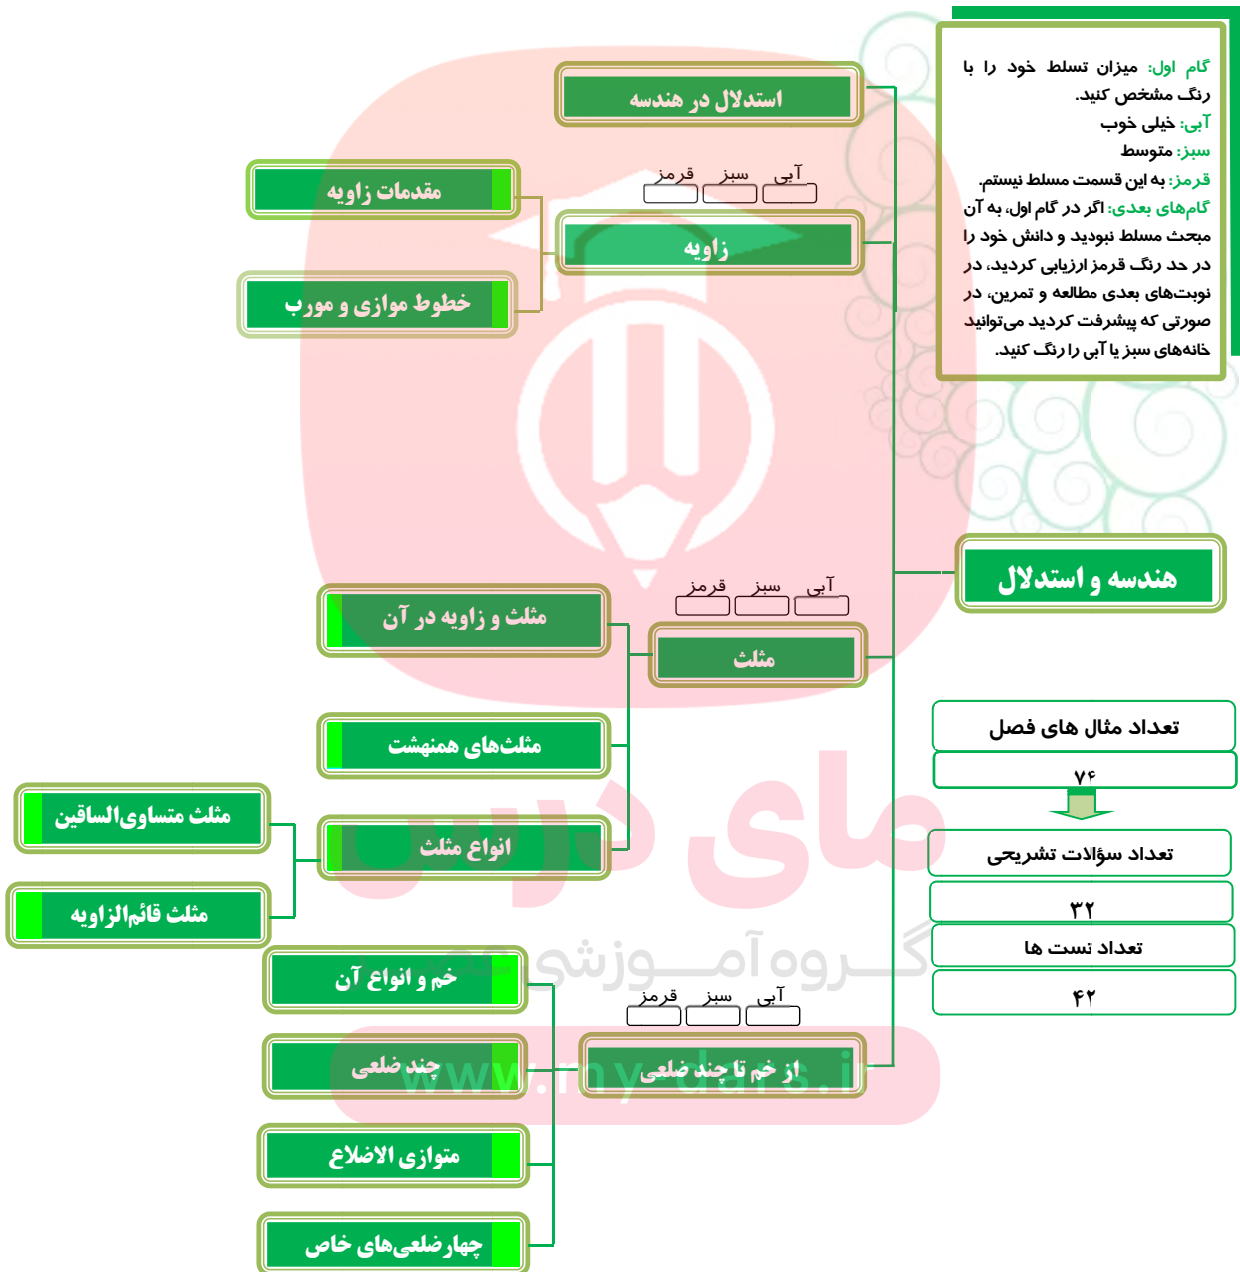 گام اول: میزان تسلط خود را با
رنگ مشخص کنید.
آبی: خیلی خوب
سبز: متوسط
قرمز: به این قسمت مسلط نیستم.
گام‌های بعدی: اگر در گام اول، به آن
مبحث مسلط نبودید و دانش خود را
در حد رنگ قرمز ارزیابی کردید، در
نوبت‌های بعدی مطالعه و تمرین، در
صورتی که پیشرفت کردید می‌توانید
خانه‌های سبز یا آبی را رنگ کنید.
هندسه و استدلال
استدلال در هندسه
آبی سبز قرمز
زاویه
مقدمات زاویه
خطوط موازی و مورب
آبی سبز قرمز
مثلث
مثلث و زاویه در آن
مثلث‌های همنهشت
انواع مثلث
مثلث متساوی‌الساقین
مثلث قائم‌الزاویه
آبی سبز قرمز
از خم تا چند ضلعی
خم و انواع آن
چند ضلعی
متوازی الاضلاع
چهارضلعی‌های خاص
تعداد مثال های فصل
۷۶
تعداد سؤالات تشریحی
۳۲
تعداد تست ها
۴۲
مای درس
گروه آموزشی عصر
www.my-dars.ir